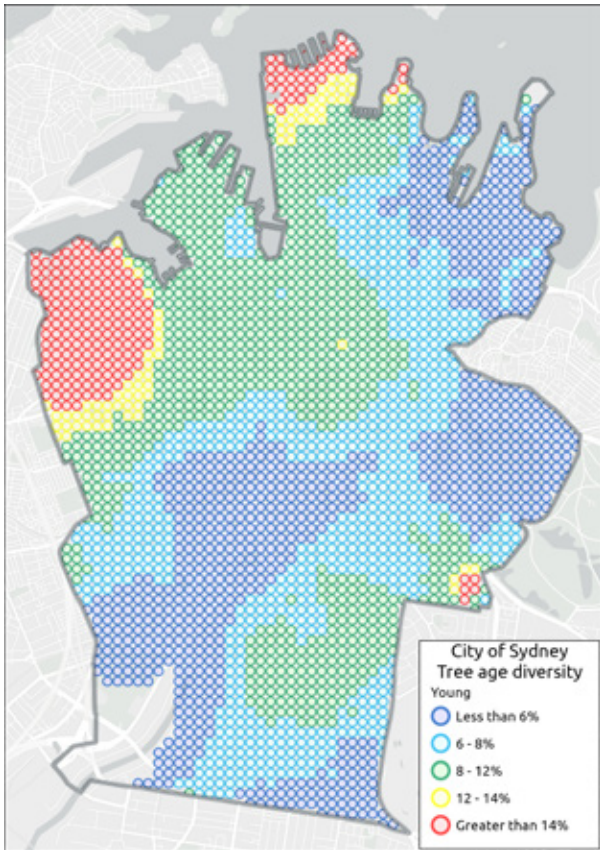 City of Sydney
Tree age diversity
Young
Less than 6%
6 - 8%
8 - 12%
12 - 14%
Greater than 14%